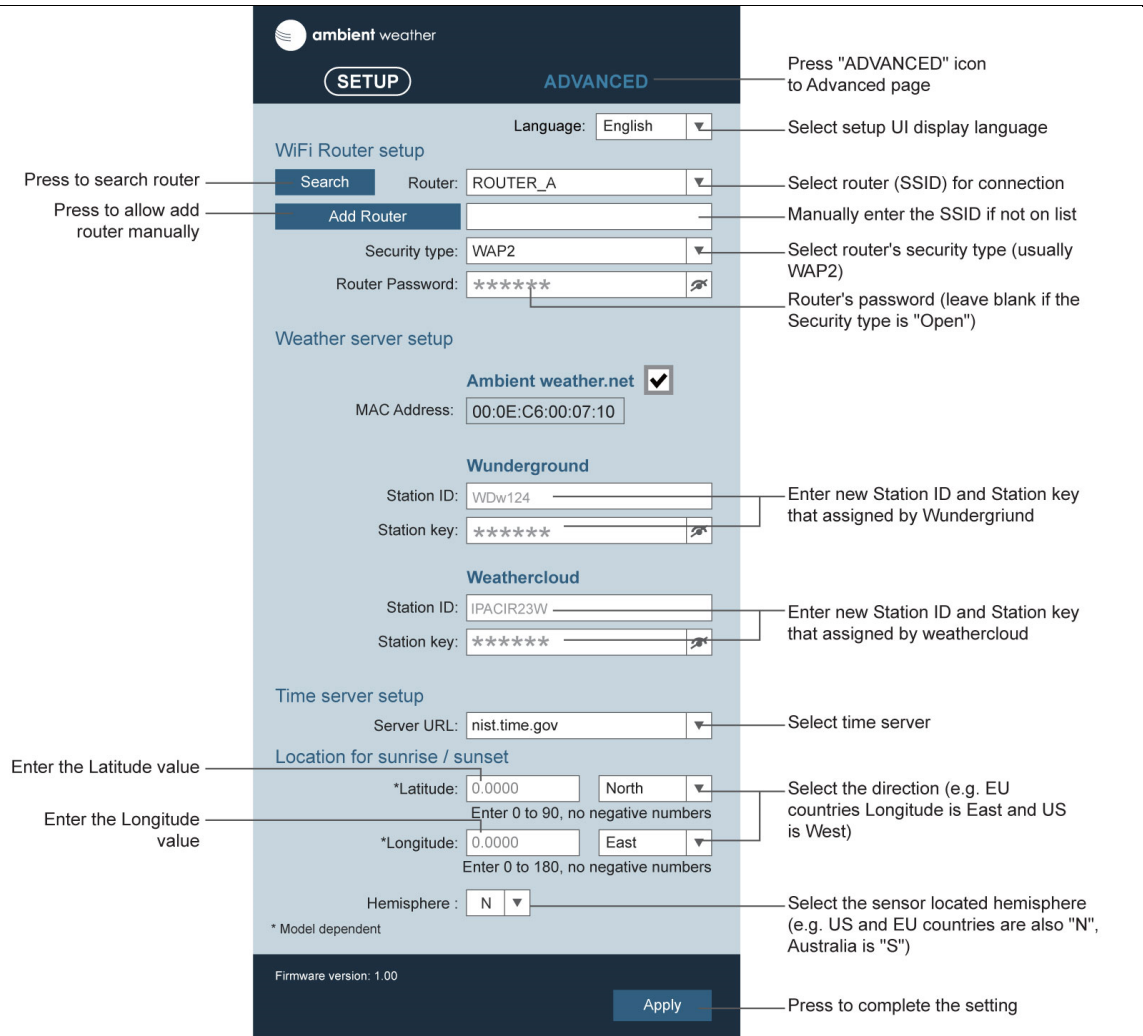 ambient weather
SETUP
ADVANCED
Press "ADVANCED" icon
to Advanced page
Language:
English
Select setup UI display language
WiFi Router setup
Press to search router
Search
Router:
ROUTER_A
Select router (SSID) for connection
Press to allow add
router manually
Add Router
Manually enter the SSID if not on list
Security type:
WAP2
Select router's security type (usually
WAP2)
Router Password:
******
Router's password (leave blank if the
Security type is "Open")
Weather server setup
Ambient weather.net
MAC Address:
00:0E:C6:00:07:10
Wunderground
Station ID:
WDw124
Station key:
******
Enter new Station ID and Station key
that assigned by Wundergriund
Weathercloud
Station ID:
IPACIR23W
Station key:
******
Enter new Station ID and Station key
that assigned by weathercloud
Time server setup
Server URL:
nist.time.gov
Select time server
Location for sunrise / sunset
Enter the Latitude value
*Latitude:
0.0000
North
Enter 0 to 90, no negative numbers
Select the direction (e.g. EU
countries Longitude is East and US
is West)
Enter the Longitude
value
*Longitude:
0.0000
East
Enter 0 to 180, no negative numbers
Hemisphere :
N
Select the sensor located hemisphere
(e.g. US and EU countries are also "N",
Australia is "S")
* Model dependent
Firmware version: 1.00
Apply
Press to complete the setting